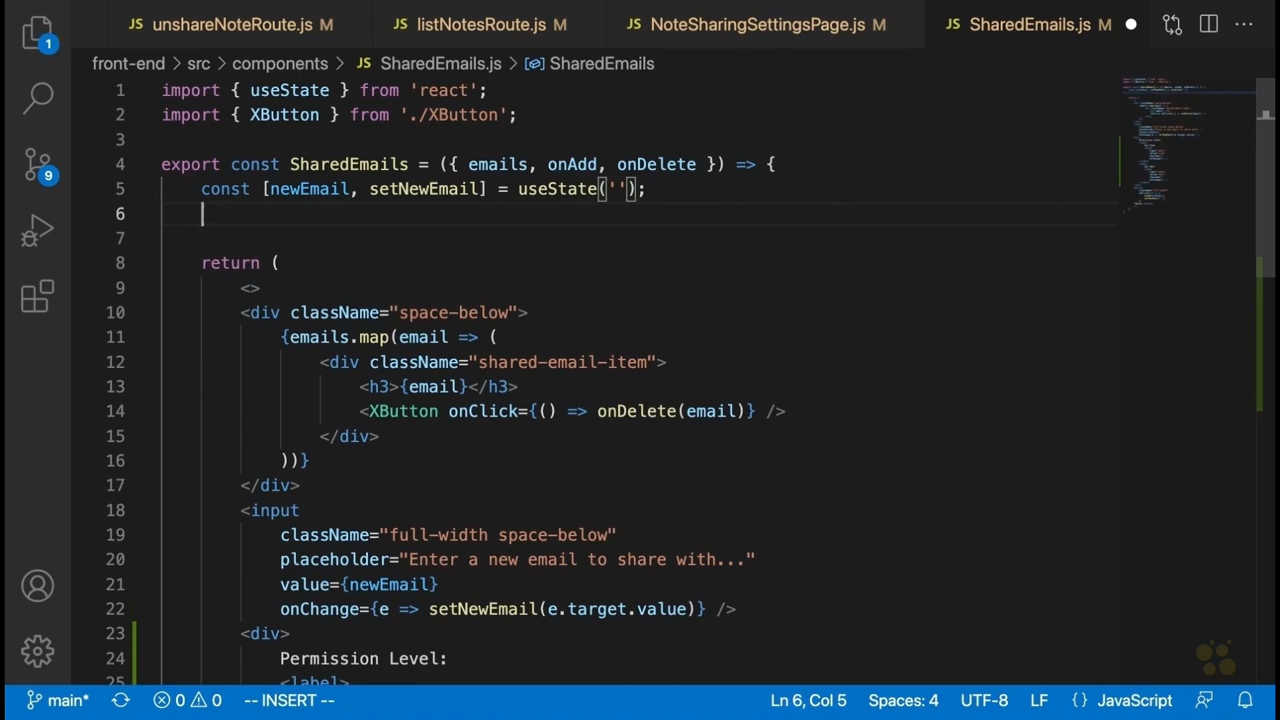 JS unshareNoteRoute.js M JS listNotesRoute.js M JS NoteSharingSettingsPage.js M JS SharedEmails.js M
front-end > src > components > JS SharedEmails.js > SharedEmails
1 import { useState } from 'react';
2 import { XButton } from './XButton';
3
4 export const SharedEmails = ({ emails, onAdd, onDelete }) => {
5 const [newEmail, setNewEmail] = useState('');
6
7
8 return (
9 <>
10 <div className="space-below">
11 {emails.map(email => (
12 <div className="shared-email-item">
13 <h3>{email}</h3>
14 <XButton onClick={() => onDelete(email)} />
15 </div>
16 ))}
17 </div>
18 <input
19 className="full-width space-below"
20 placeholder="Enter a new email to share with..."
21 value={newEmail}
22 onChange={e => setNewEmail(e.target.value)} />
23 <div>
24 Permission Level:
25 <label>
1
9
main* 0 0 -- INSERT -- Ln 6, Col 5 Spaces: 4 UTF-8 LF {} JavaScript